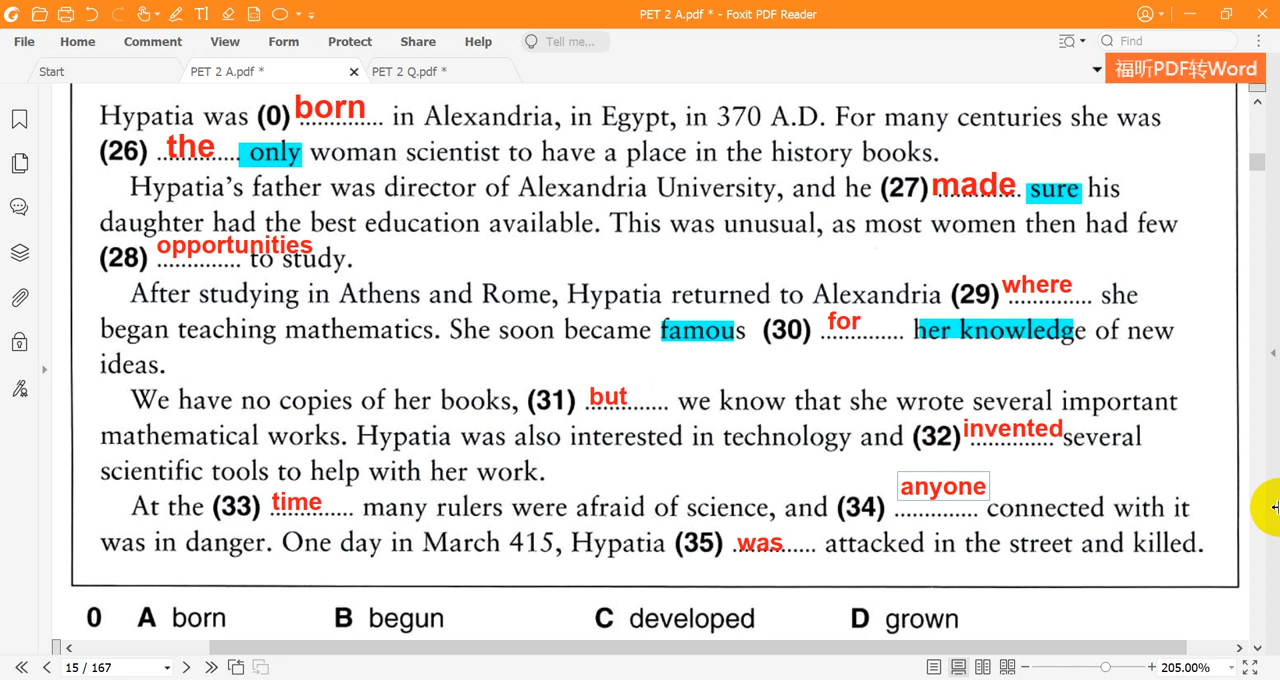 PET 2 A.pdf * - Foxit PDF Reader
File Home Comment View Form Protect Share Help Tell me... Find
Start PET 2 A.pdf * PET 2 Q.pdf * 福昕PDF转Word
Hypatia was (0) born in Alexandria, in Egypt, in 370 A.D. For many centuries she was
(26) the only woman scientist to have a place in the history books.
Hypatia's father was director of Alexandria University, and he (27) made sure his
daughter had the best education available. This was unusual, as most women then had few
(28) opportunities to study.
After studying in Athens and Rome, Hypatia returned to Alexandria (29) where she
began teaching mathematics. She soon became famous (30) for her knowledge of new
ideas.
We have no copies of her books, (31) but we know that she wrote several important
mathematical works. Hypatia was also interested in technology and (32) invented several
scientific tools to help with her work.
At the (33) time many rulers were afraid of science, and (34) anyone connected with it
was in danger. One day in March 415, Hypatia (35) was attacked in the street and killed.
0 A born B begun C developed D grown
15 / 167 205.00%